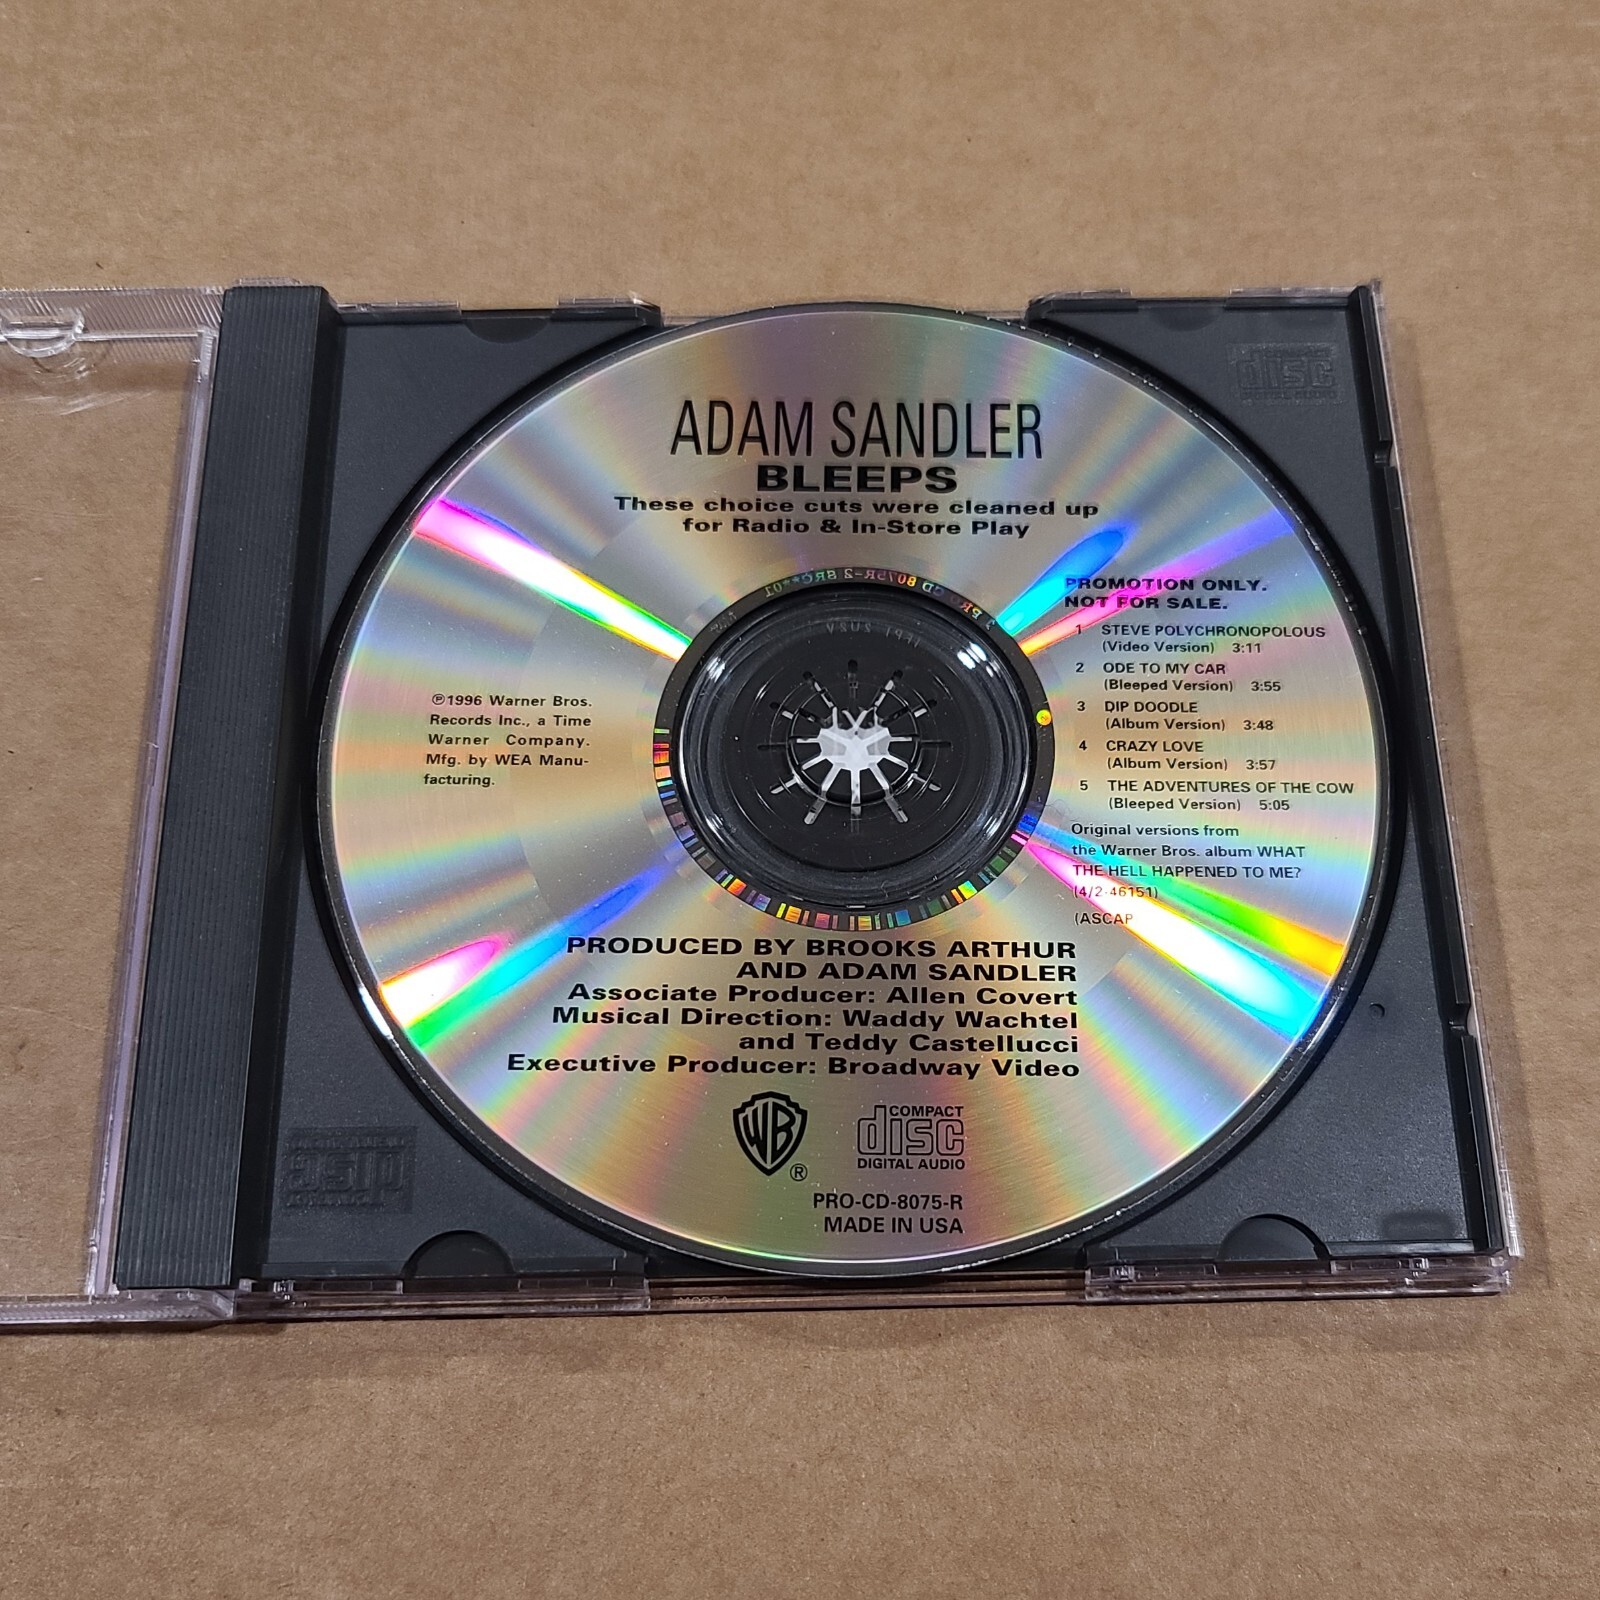 ADAM SANDLER
BLEEPS
These choice cuts were cleaned up
for Radio & In-Store Play
PROMOTION ONLY.
NOT FOR SALE.
1 STEVE POLYCHRONOPOLOUS
(Video Version) 3:11
2 ODE TO MY CAR
(Bleeped Version) 3:55
3 DIP DOODLE
(Album Version) 3:48
4 CRAZY LOVE
(Album Version) 3:57
5 THE ADVENTURES OF THE COW
(Bleeped Version) 5:05
Original versions from
the Warner Bros. album WHAT
THE HELL HAPPENED TO ME?
(4/2-46151)
(ASCAP
℗1996 Warner Bros.
Records Inc., a Time
Warner Company.
Mfg. by WEA Manu-
facturing.
PRODUCED BY BROOKS ARTHUR
AND ADAM SANDLER
Associate Producer: Allen Covert
Musical Direction: Waddy Wachtel
and Teddy Castellucci
Executive Producer: Broadway Video
WB
®
COMPACT
disc
DIGITAL AUDIO
PRO-CD-8075-R
MADE IN USA
COMPACT
disc
DIGITAL AUDIO